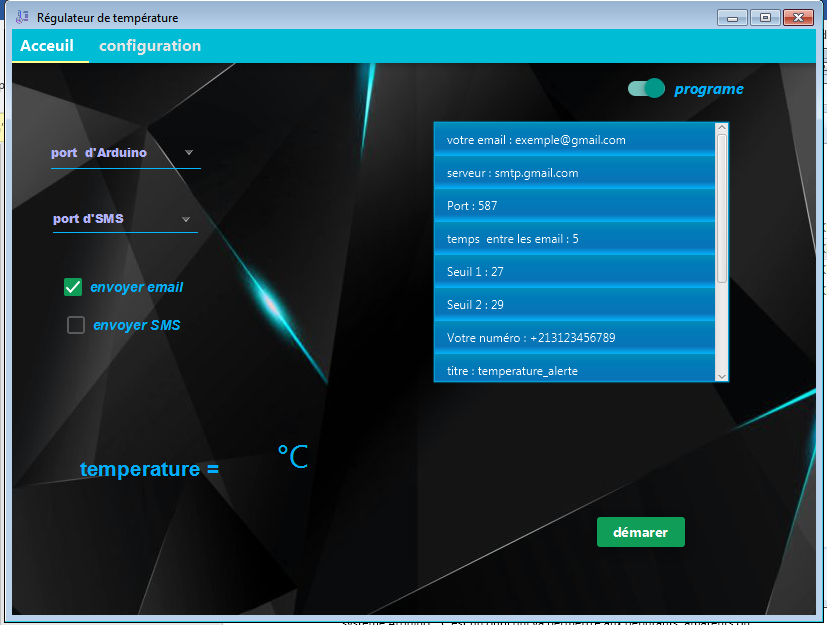 Régulateur de température
Acceuil configuration
programe
port d'Arduino
port d'SMS
envoyer email
envoyer SMS
votre email : exemple@gmail.com
serveur : smtp.gmail.com
Port : 587
temps entre les email : 5
Seuil 1 : 27
Seuil 2 : 29
Votre numéro : +213123456789
titre : temperature_alerte
temperature = °C
démarer